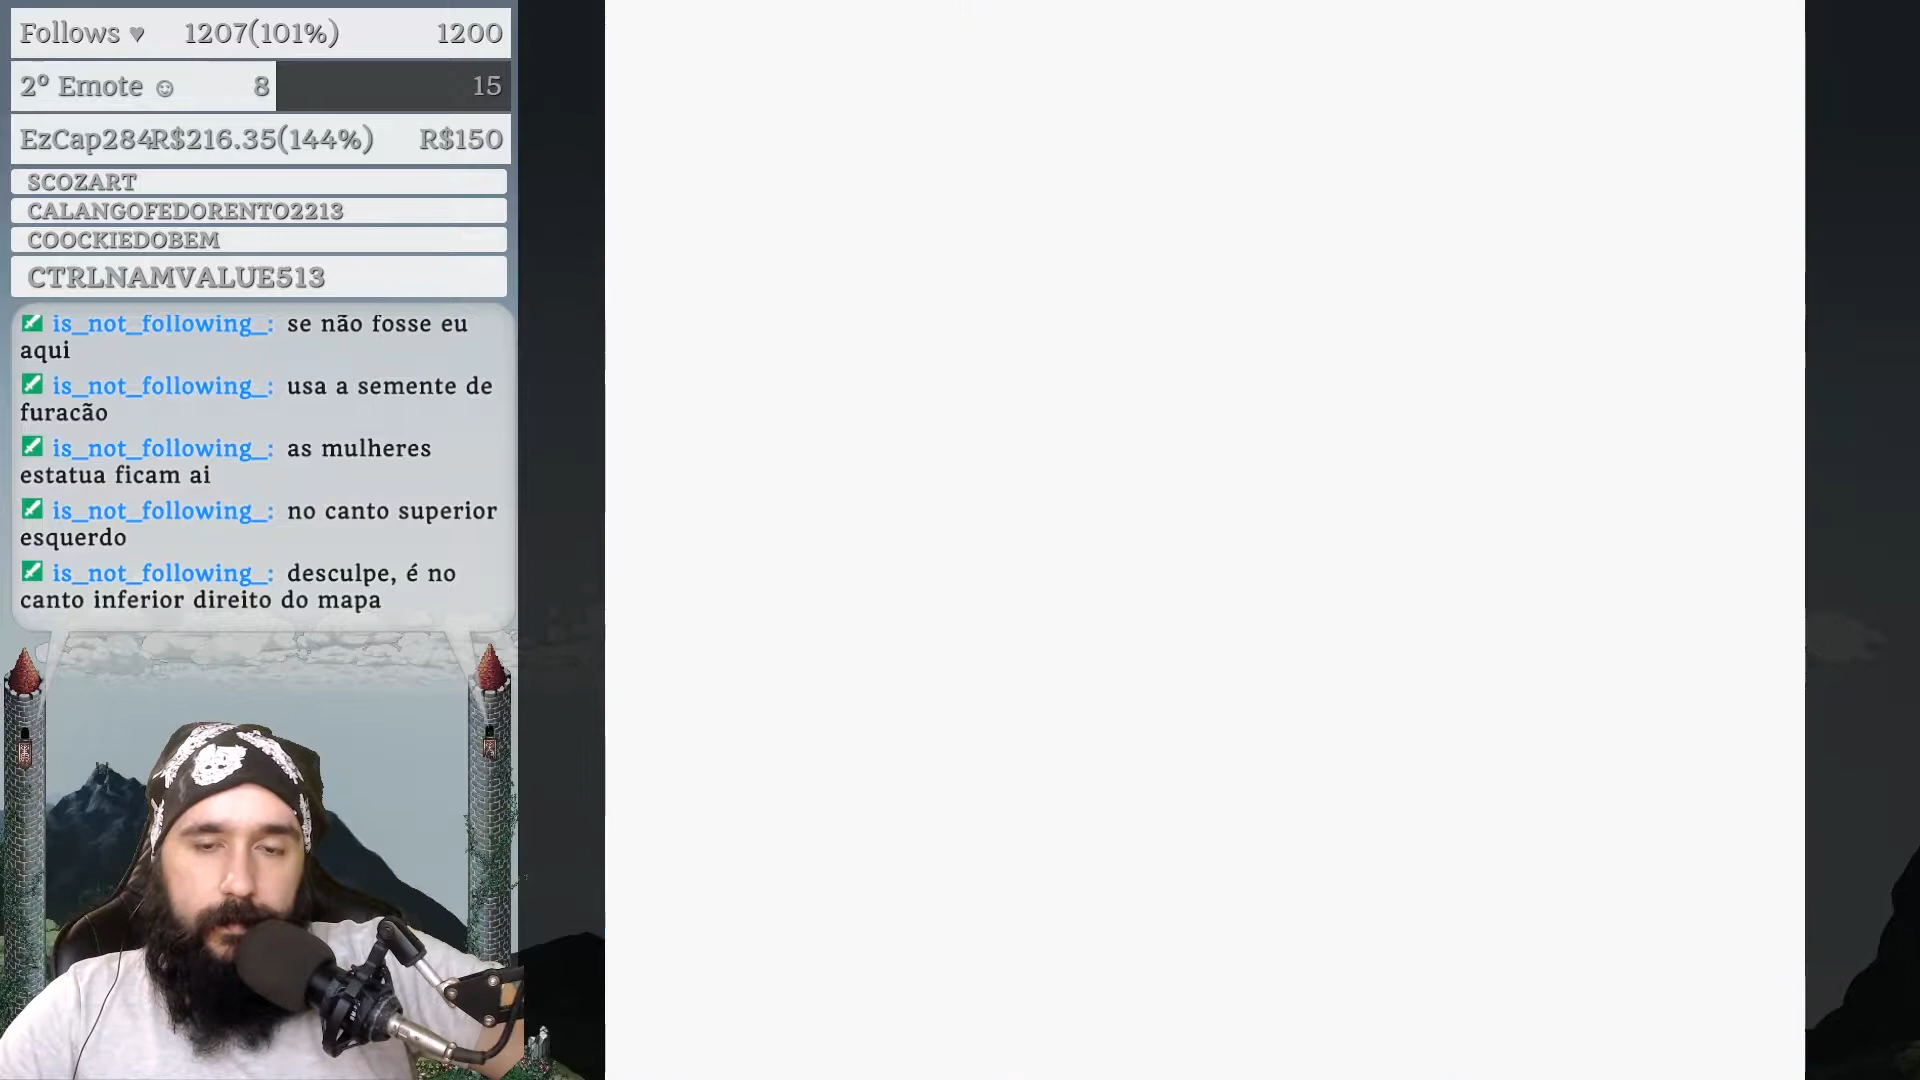 Follows ♥ 1207(101%) 1200
2º Emote ☺ 8 15
EzCap284R$216.35(144%) R$150
SCOZART
CALANGOFEDORENTO2213
COOCKIEDOBEM
CTRLNAMVALUE513
is_not_following_: se não fosse eu
aqui
is_not_following_: usa a semente de
furacão
is_not_following_: as mulheres
estatua ficam ai
is_not_following_: no canto superior
esquerdo
is_not_following_: desculpe, é no
canto inferior direito do mapa